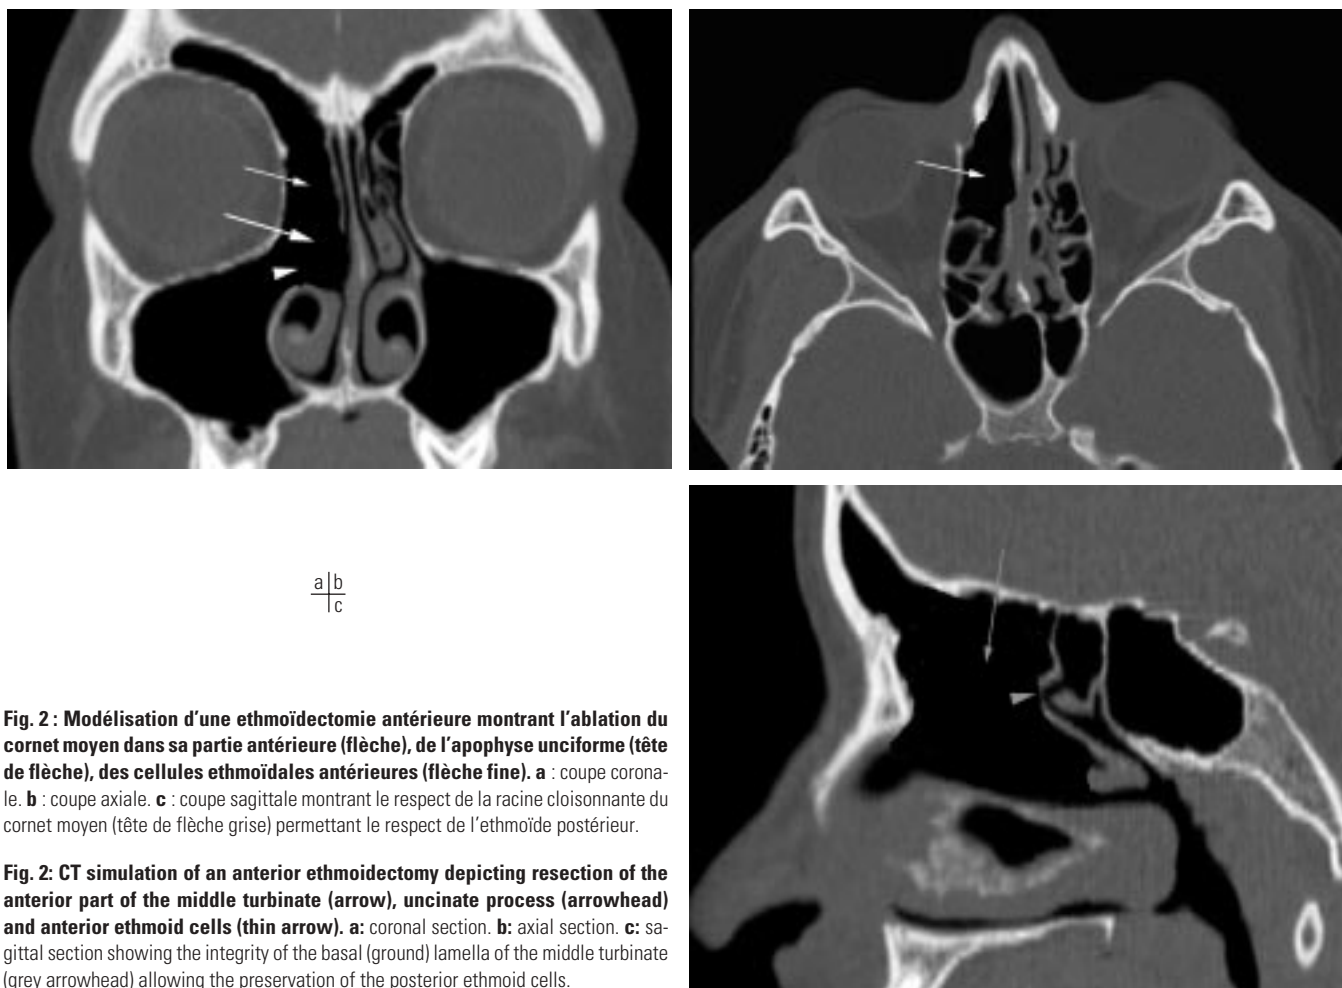 a b
c
Fig. 2 : Modélisation d'une ethmoïdectomie antérieure montrant l'ablation du
cornet moyen dans sa partie antérieure (flèche), de l'apophyse unciforme (tête
de flèche), des cellules ethmoïdales antérieures (flèche fine). a : coupe corona-
le. b : coupe axiale. c : coupe sagittale montrant le respect de la racine cloisonnante du
cornet moyen (tête de flèche grise) permettant le respect de l'ethmoïde postérieur.
Fig. 2: CT simulation of an anterior ethmoidectomy depicting resection of the
anterior part of the middle turbinate (arrow), uncinate process (arrowhead)
and anterior ethmoid cells (thin arrow). a: coronal section. b: axial section. c: sa-
gittal section showing the integrity of the basal (ground) lamella of the middle turbinate
(grey arrowhead) allowing the preservation of the posterior ethmoid cells.